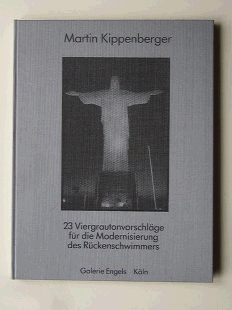 Martin Kippenberger
23 Viergrautonvorschläge
für die Modernisierung
des Rückenschwimmers
Galerie Engels Köln